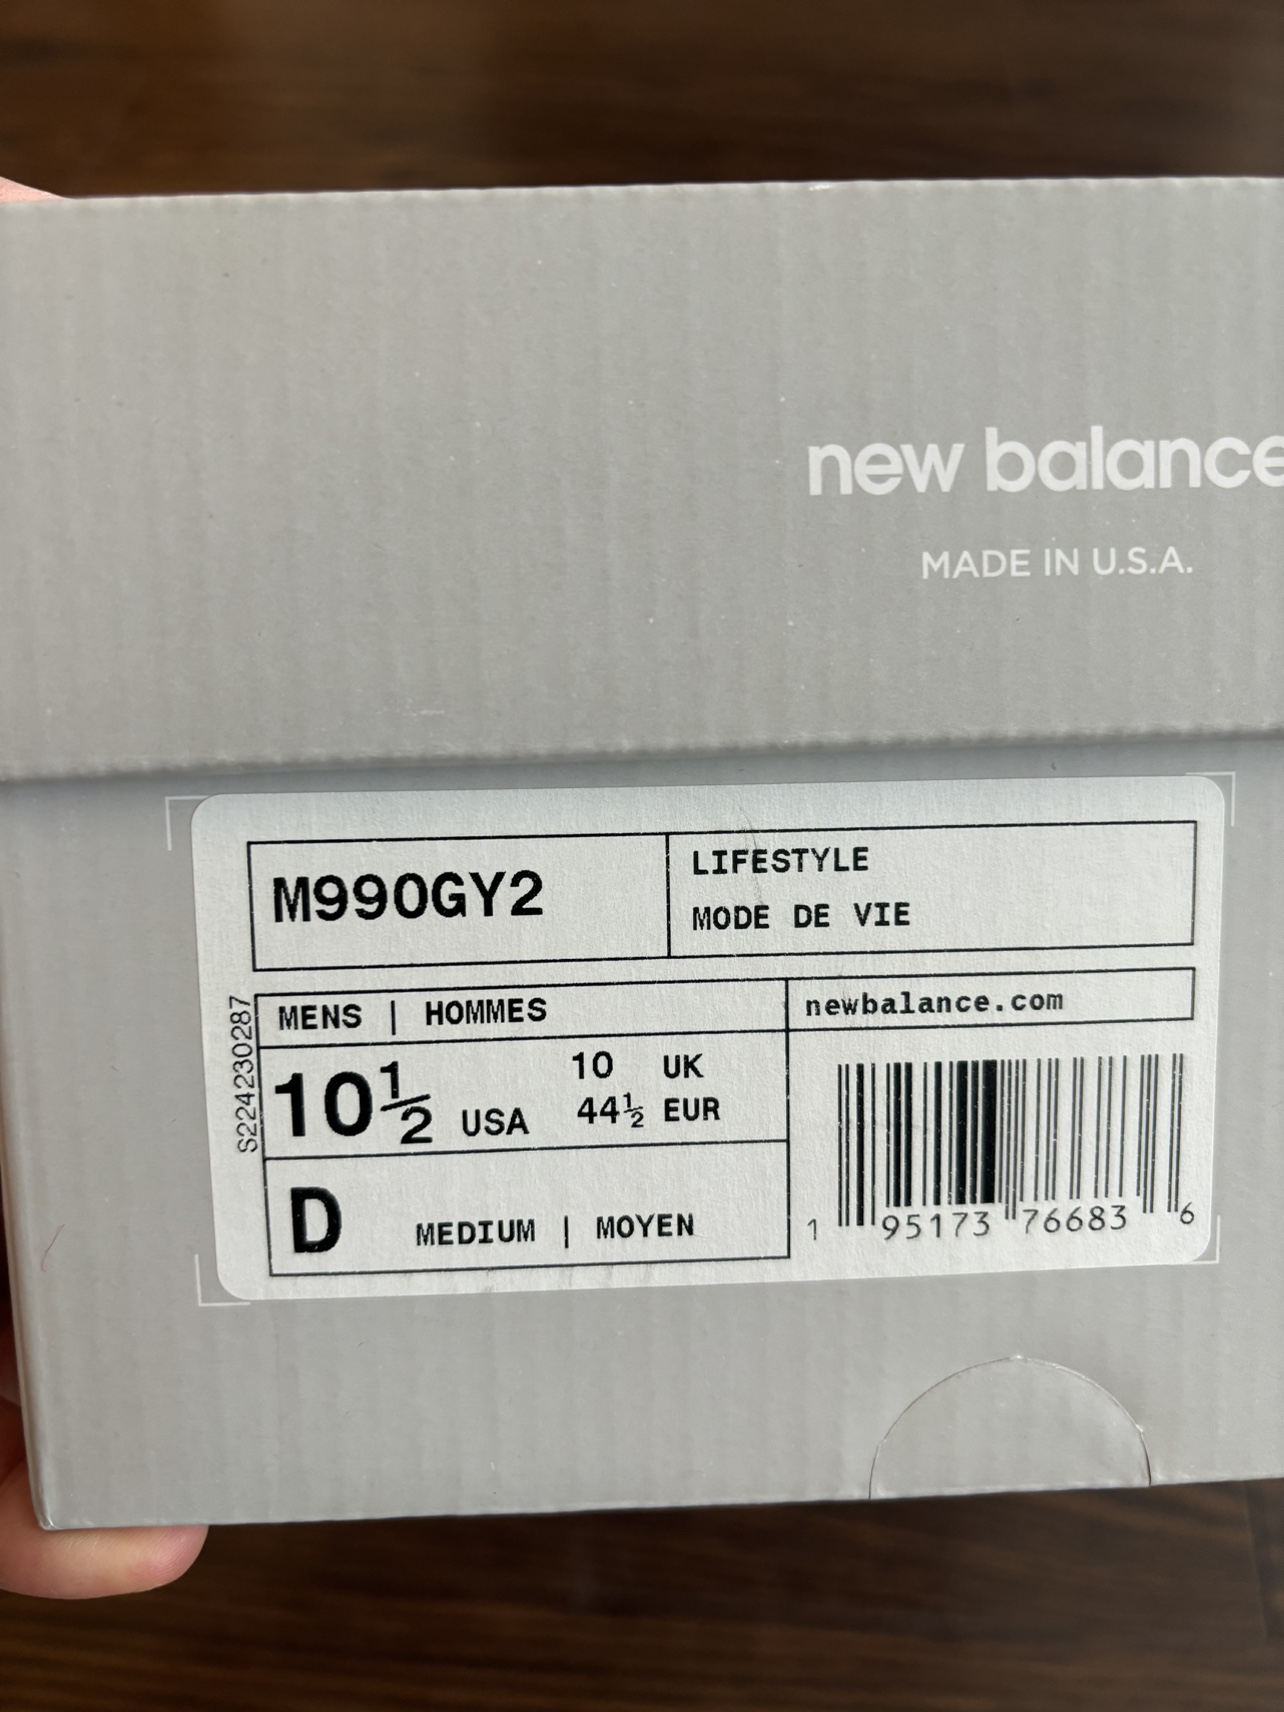 new balance
MADE IN U.S.A.
M990GY2
LIFESTYLE
MODE DE VIE
S224230287
MENS | HOMMES
newbalance.com
10½ USA
10 UK
44½ EUR
D MEDIUM | MOYEN
1 95173 76683 6